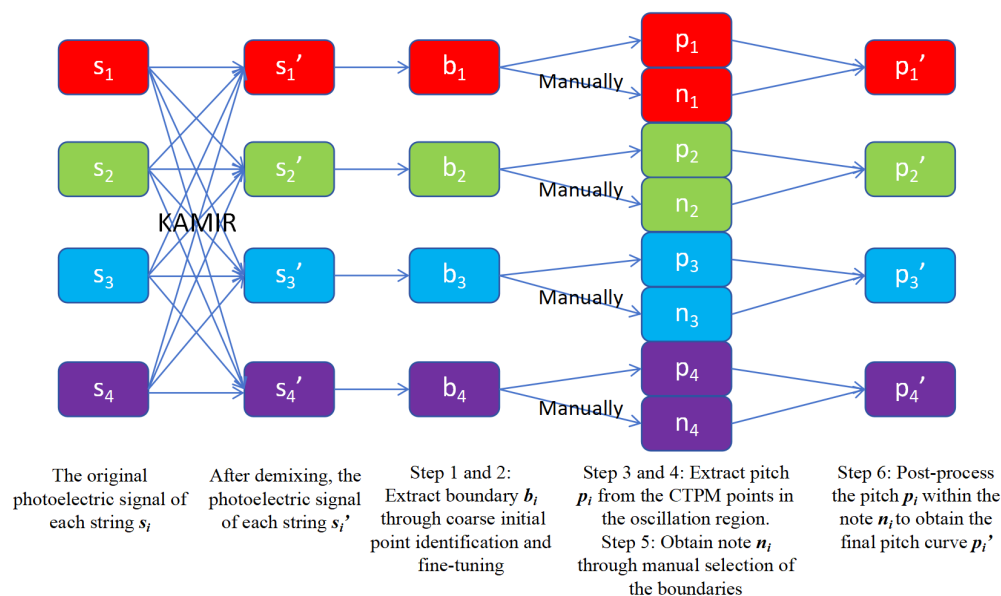 s1 s1’ b1 p1 p1’
Manually
n1
s2 s2’ b2 p2 p2’
Manually
n2
KAMIR
s3 s3’ b3 p3 p3’
Manually
n3
s4 s4’ b4 p4 p4’
Manually
n4
The original
photoelectric signal of
each string si
After demixing, the
photoelectric signal
of each string si’
Step 1 and 2:
Extract boundary bi
through coarse initial
point identification and
fine-tuning
Step 3 and 4: Extract pitch
pi from the CTPM points in
the oscillation region.
Step 5: Obtain note ni
through manual selection of
the boundaries
Step 6: Post-process
the pitch pi within the
note ni to obtain the
final pitch curve pi’